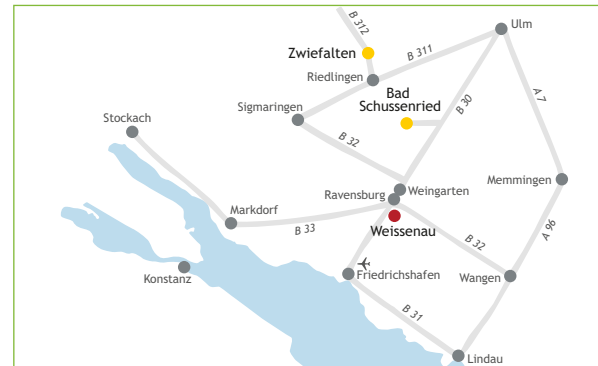 B 312
Ulm
Zwiefalten
B 311
Riedlingen
A 7
Bad
Schussenried
B 30
Sigmaringen
Stockach
B 32
Memmingen
Weingarten
Ravensburg
Markdorf
B 33
Weissenau
B 32
A 96
Konstanz
Friedrichshafen
Wangen
B 31
Lindau